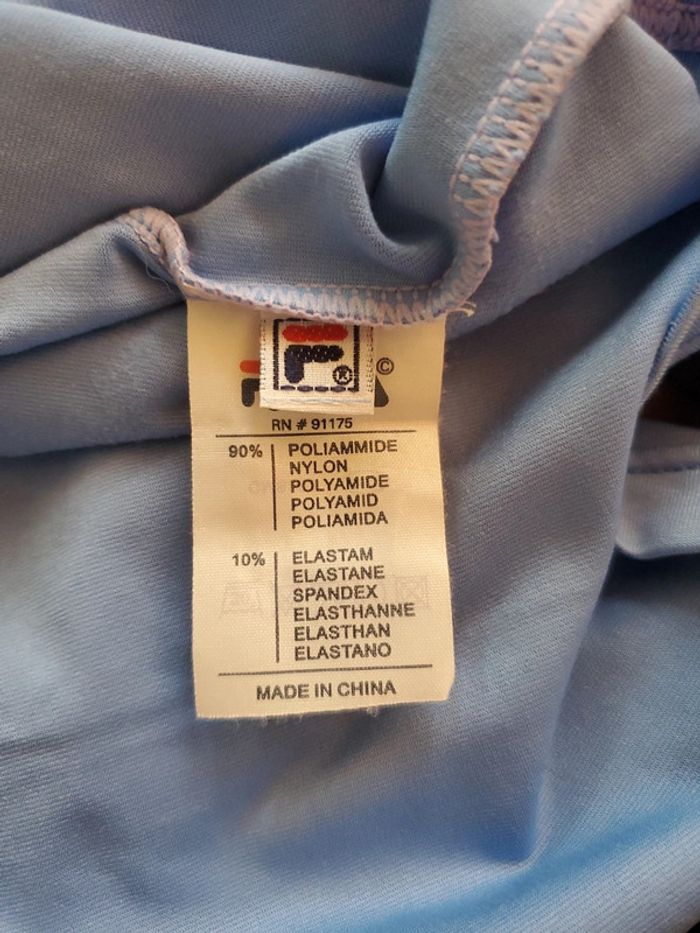 ©
®
RN # 91175
90% POLIAMMIDE
NYLON
POLYAMIDE
POLYAMID
POLIAMIDA
10% ELASTAM
ELASTANE
SPANDEX
ELASTHANNE
ELASTHAN
ELASTANO
MADE IN CHINA